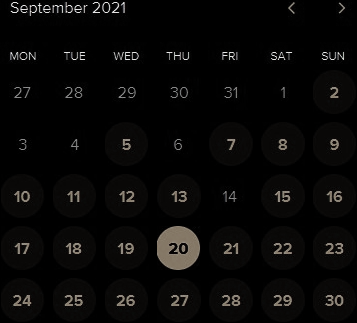 September 2021
MON TUE WED THU FRI SAT SUN
27 28 29 30 31 1 2
3 4 5 6 7 8 9
10 11 12 13 14 15 16
17 18 19 20 21 22 23
24 25 26 27 28 29 30